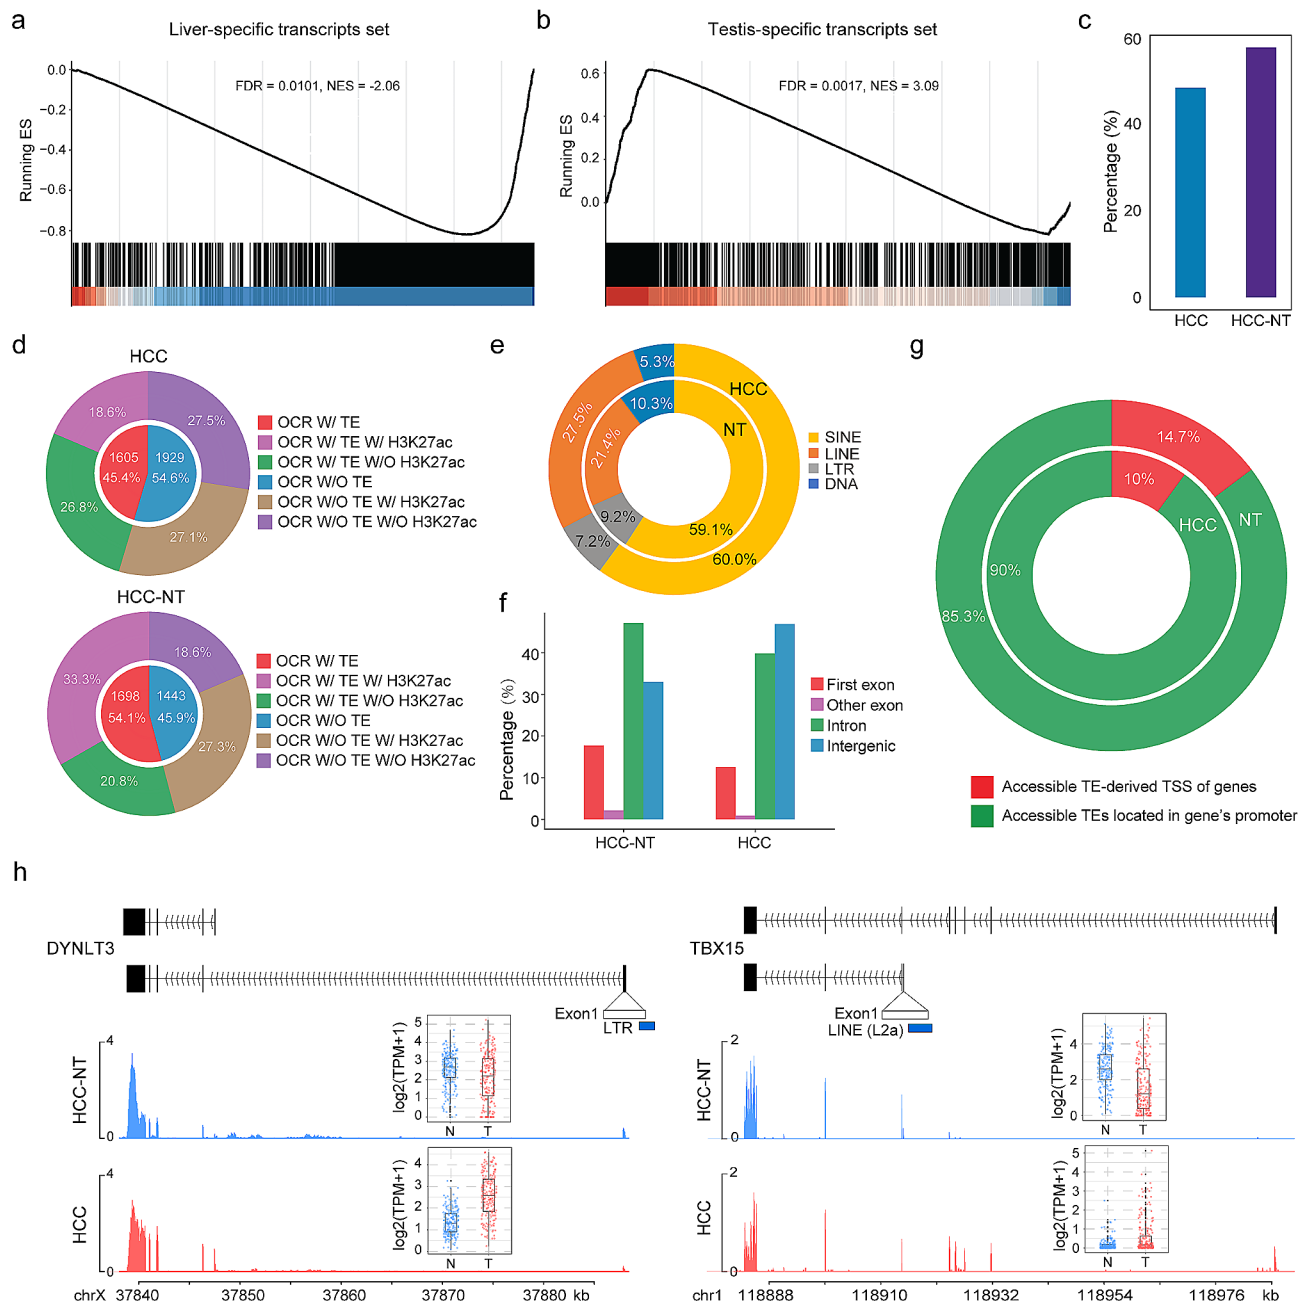 a
Liver-specific transcripts set
FDR = 0.0101, NES = -2.06
Running ES
0.0
−0.2
−0.4
−0.6
−0.8
b
Testis-specific transcripts set
FDR = 0.0017, NES = 3.09
Running ES
0.6
0.4
0.2
0.0
c
Percentage (%)
60
40
20
0
HCC
HCC-NT
d
HCC
18.6%
27.5%
1605
45.4%
1929
54.6%
26.8%
27.1%
OCR W/ TE
OCR W/ TE W/ H3K27ac
OCR W/ TE W/O H3K27ac
OCR W/O TE
OCR W/O TE W/ H3K27ac
OCR W/O TE W/O H3K27ac
HCC-NT
33.3%
18.6%
1698
54.1%
1443
45.9%
20.8%
27.3%
OCR W/ TE
OCR W/ TE W/ H3K27ac
OCR W/ TE W/O H3K27ac
OCR W/O TE
OCR W/O TE W/ H3K27ac
OCR W/O TE W/O H3K27ac
e
5.3%
HCC
10.3%
NT
27.5%
21.4%
9.2%
7.2%
59.1%
60.0%
SINE
LINE
LTR
DNA
f
Percentage (%)
40
30
20
10
0
HCC-NT
HCC
First exon
Other exon
Intron
Intergenic
g
14.7%
10%
HCC
NT
90%
85.3%
Accessible TE-derived TSS of genes
Accessible TEs located in gene's promoter
h
DYNLT3
Exon1
LTR
HCC-NT
4
0
log2(TPM+1)
5
4
3
2
1
0
N
T
HCC
4
0
log2(TPM+1)
4
3
2
1
0
N
T
chrX
37840
37850
37860
37870
37880
kb
TBX15
Exon1
LINE (L2a)
HCC-NT
2
0
log2(TPM+1)
4
2
0
N
T
HCC
2
0
log2(TPM+1)
5
4
3
2
1
0
N
T
chr1
118888
118910
118932
118954
118976
kb